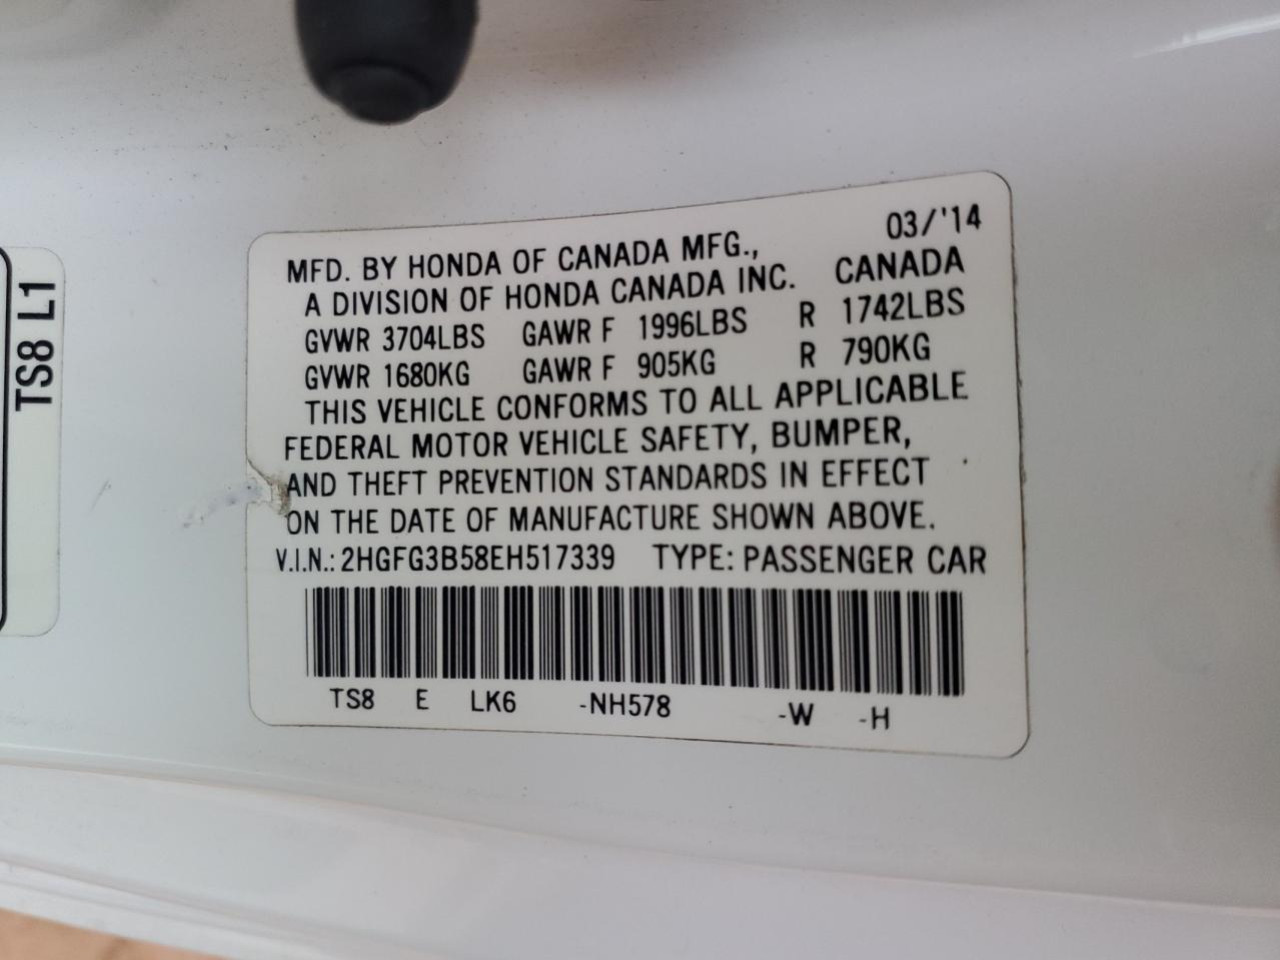 TS8 L1
03/'14
MFD. BY HONDA OF CANADA MFG.,
A DIVISION OF HONDA CANADA INC. CANADA
GVWR 3704LBS GAWR F 1996LBS R 1742LBS
GVWR 1680KG GAWR F 905KG R 790KG
THIS VEHICLE CONFORMS TO ALL APPLICABLE
FEDERAL MOTOR VEHICLE SAFETY, BUMPER,
AND THEFT PREVENTION STANDARDS IN EFFECT
ON THE DATE OF MANUFACTURE SHOWN ABOVE.
V.I.N.: 2HGFG3B58EH517339 TYPE: PASSENGER CAR
TS8 E LK6 -NH578 -W -H